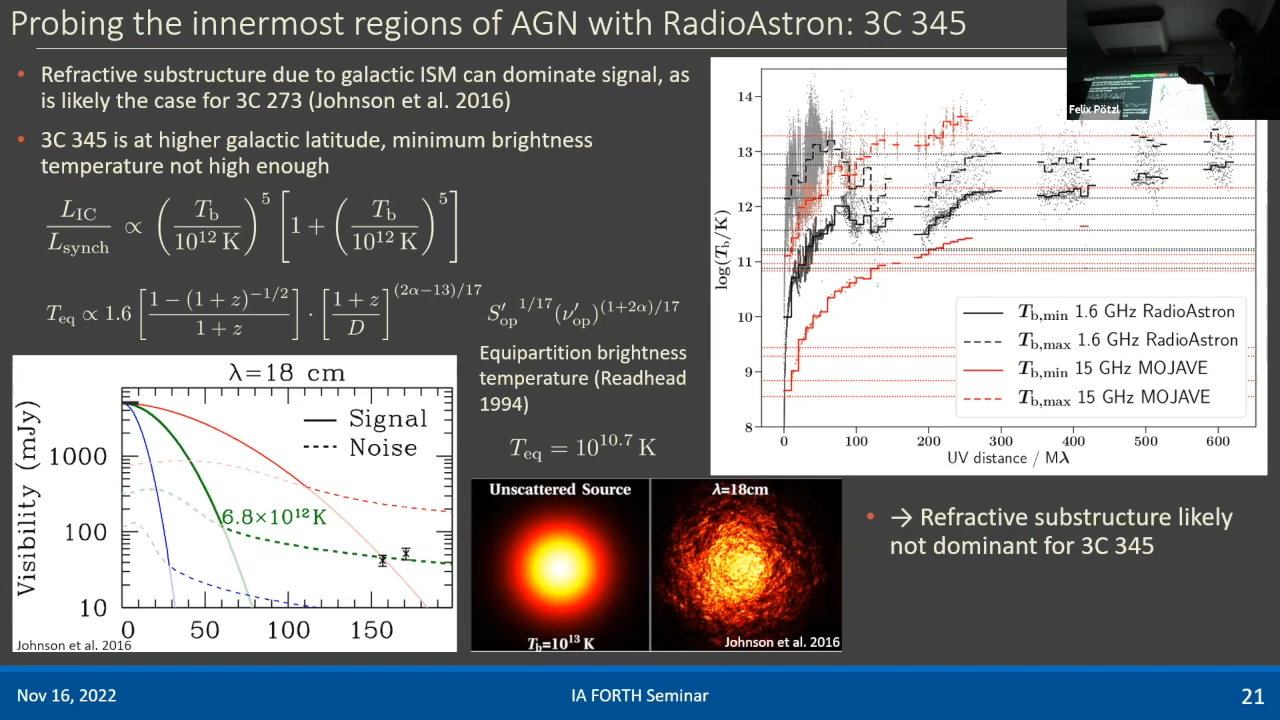 Probing the innermost regions of AGN with RadioAstron: 3C 345
• Refractive substructure due to galactic ISM can dominate signal, as
is likely the case for 3C 273 (Johnson et al. 2016)
• 3C 345 is at higher galactic latitude, minimum brightness
temperature not high enough
L_IC / L_synch ∝ (T_b / 10^12 K)^5 [1 + (T_b / 10^12 K)^5]
T_eq ∝ 1.6 [1−(1+z)^−1/2 / 1+z] · [1+z / D]^(2α−13)/17 S′_op^1/17 (ν′_op)^(1+2α)/17
Equipartition brightness
temperature (Readhead
1994)
T_eq = 10^10.7 K
λ=18 cm
Signal
Noise
Visibility (mJy)
1000
100
10
6.8×10^12 K
0 50 100 150
Johnson et al. 2016
Unscattered Source
T_b=10^13 K
λ=18cm
Johnson et al. 2016
Felix Pötzl
log(T_b/K)
14
13
12
11
10
9
8
0 100 200 300 400 500 600
UV distance / Mλ
T_b,min 1.6 GHz RadioAstron
T_b,max 1.6 GHz RadioAstron
T_b,min 15 GHz MOJAVE
T_b,max 15 GHz MOJAVE
• → Refractive substructure likely
not dominant for 3C 345
Nov 16, 2022
IA FORTH Seminar
21